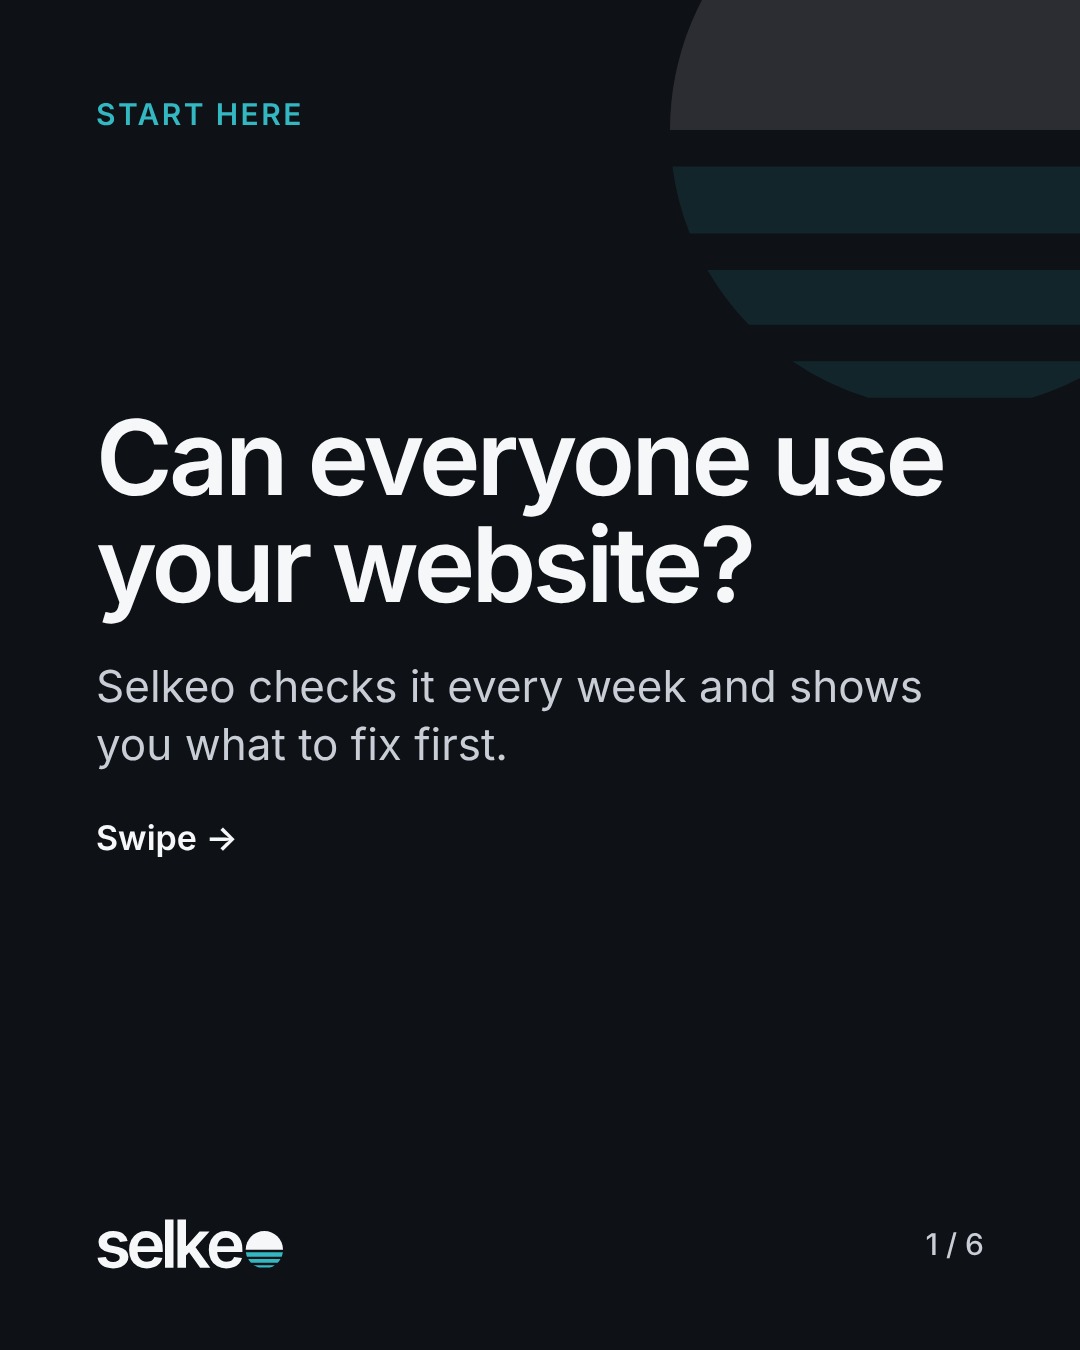 START HERE
Can everyone use
your website?
Selkeo checks it every week and shows
you what to fix first.
Swipe →
selkeo
1 / 6